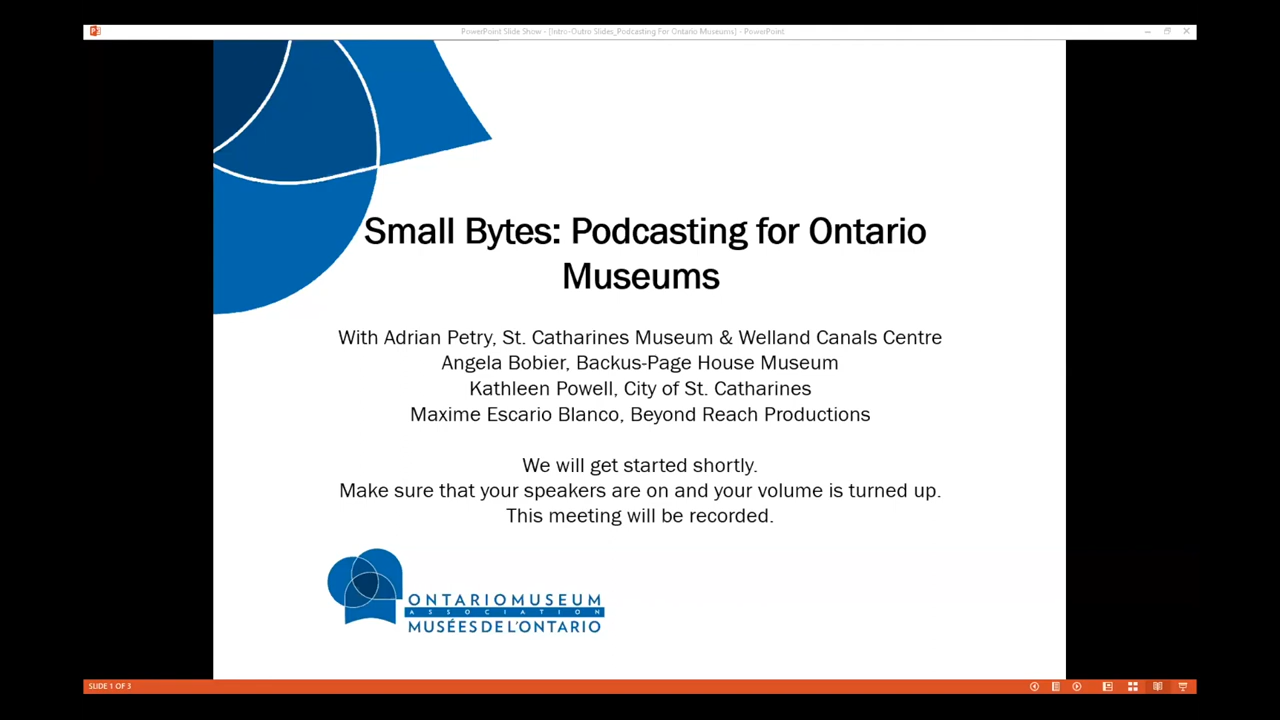 PowerPoint Slide Show - [Intro-Outro Slides_Podcasting For Ontario Museums] - PowerPoint
Small Bytes: Podcasting for Ontario
Museums
With Adrian Petry, St. Catharines Museum & Welland Canals Centre
Angela Bobier, Backus-Page House Museum
Kathleen Powell, City of St. Catharines
Maxime Escario Blanco, Beyond Reach Productions
We will get started shortly.
Make sure that your speakers are on and your volume is turned up.
This meeting will be recorded.
ONTARIOMUSEUM
ASSOCIATION
MUSÉESDEL'ONTARIO
SLIDE 1 OF 3